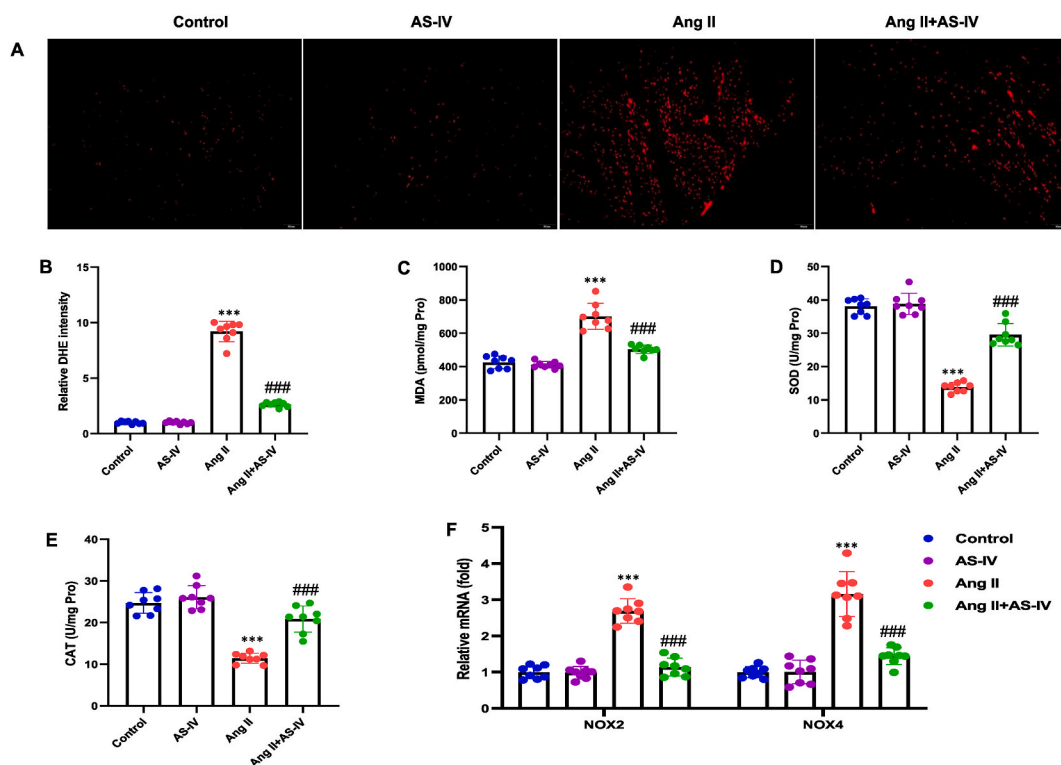 Control AS-IV Ang II Ang II+AS-IV
A
B
Relative DHE intensity
15
10
5
0
***
###
Control
AS-IV
Ang II
Ang II+AS-IV
C
MDA (pmol/mg Pro)
1000
800
600
400
200
0
***
###
Control
AS-IV
Ang II
Ang II+AS-IV
D
SOD (U/mg Pro)
50
40
30
20
10
0
***
###
Control
AS-IV
Ang II
Ang II+AS-IV
E
CAT (U/mg Pro)
40
30
20
10
0
***
###
Control
AS-IV
Ang II
Ang II+AS-IV
F
Relative mRNA (fold)
5
4
3
2
1
0
***
###
***
###
NOX2 NOX4
Control
AS-IV
Ang II
Ang II+AS-IV